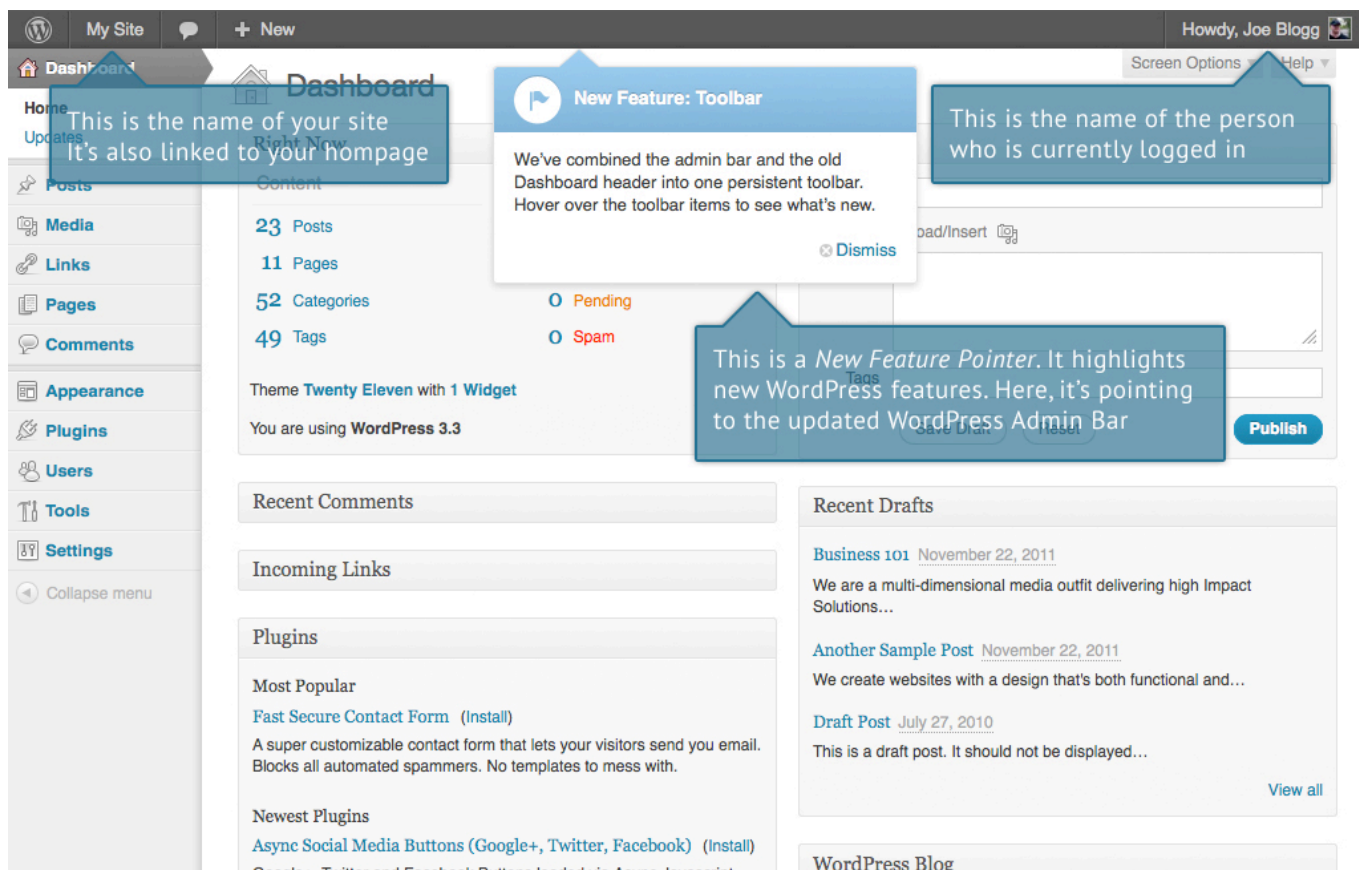 My Site
+ New
Howdy, Joe Blogg
Dashboard
Home
Updates
Posts
Media
Links
Pages
Comments
Appearance
Plugins
Users
Tools
Settings
Collapse menu
Dashboard
Screen Options
Help
This is the name of your site
It's also linked to your hompage
New Feature: Toolbar
We've combined the admin bar and the old
Dashboard header into one persistent toolbar.
Hover over the toolbar items to see what's new.
Dismiss
This is the name of the person
who is currently logged in
Right Now
Content
23 Posts
11 Pages
52 Categories
0 Pending
49 Tags
0 Spam
Theme Twenty Eleven with 1 Widget
You are using WordPress 3.3
oad/Insert
Tags
This is a New Feature Pointer. It highlights
new WordPress features. Here, it's pointing
to the updated WordPress Admin Bar
Save Draft
Reset
Publish
Recent Comments
Incoming Links
Plugins
Most Popular
Fast Secure Contact Form (Install)
A super customizable contact form that lets your visitors send you email.
Blocks all automated spammers. No templates to mess with.
Newest Plugins
Async Social Media Buttons (Google+, Twitter, Facebook) (Install)
Recent Drafts
Business 101 November 22, 2011
We are a multi-dimensional media outfit delivering high Impact
Solutions…
Another Sample Post November 22, 2011
We create websites with a design that's both functional and…
Draft Post July 27, 2010
This is a draft post. It should not be displayed…
View all
WordPress Blog